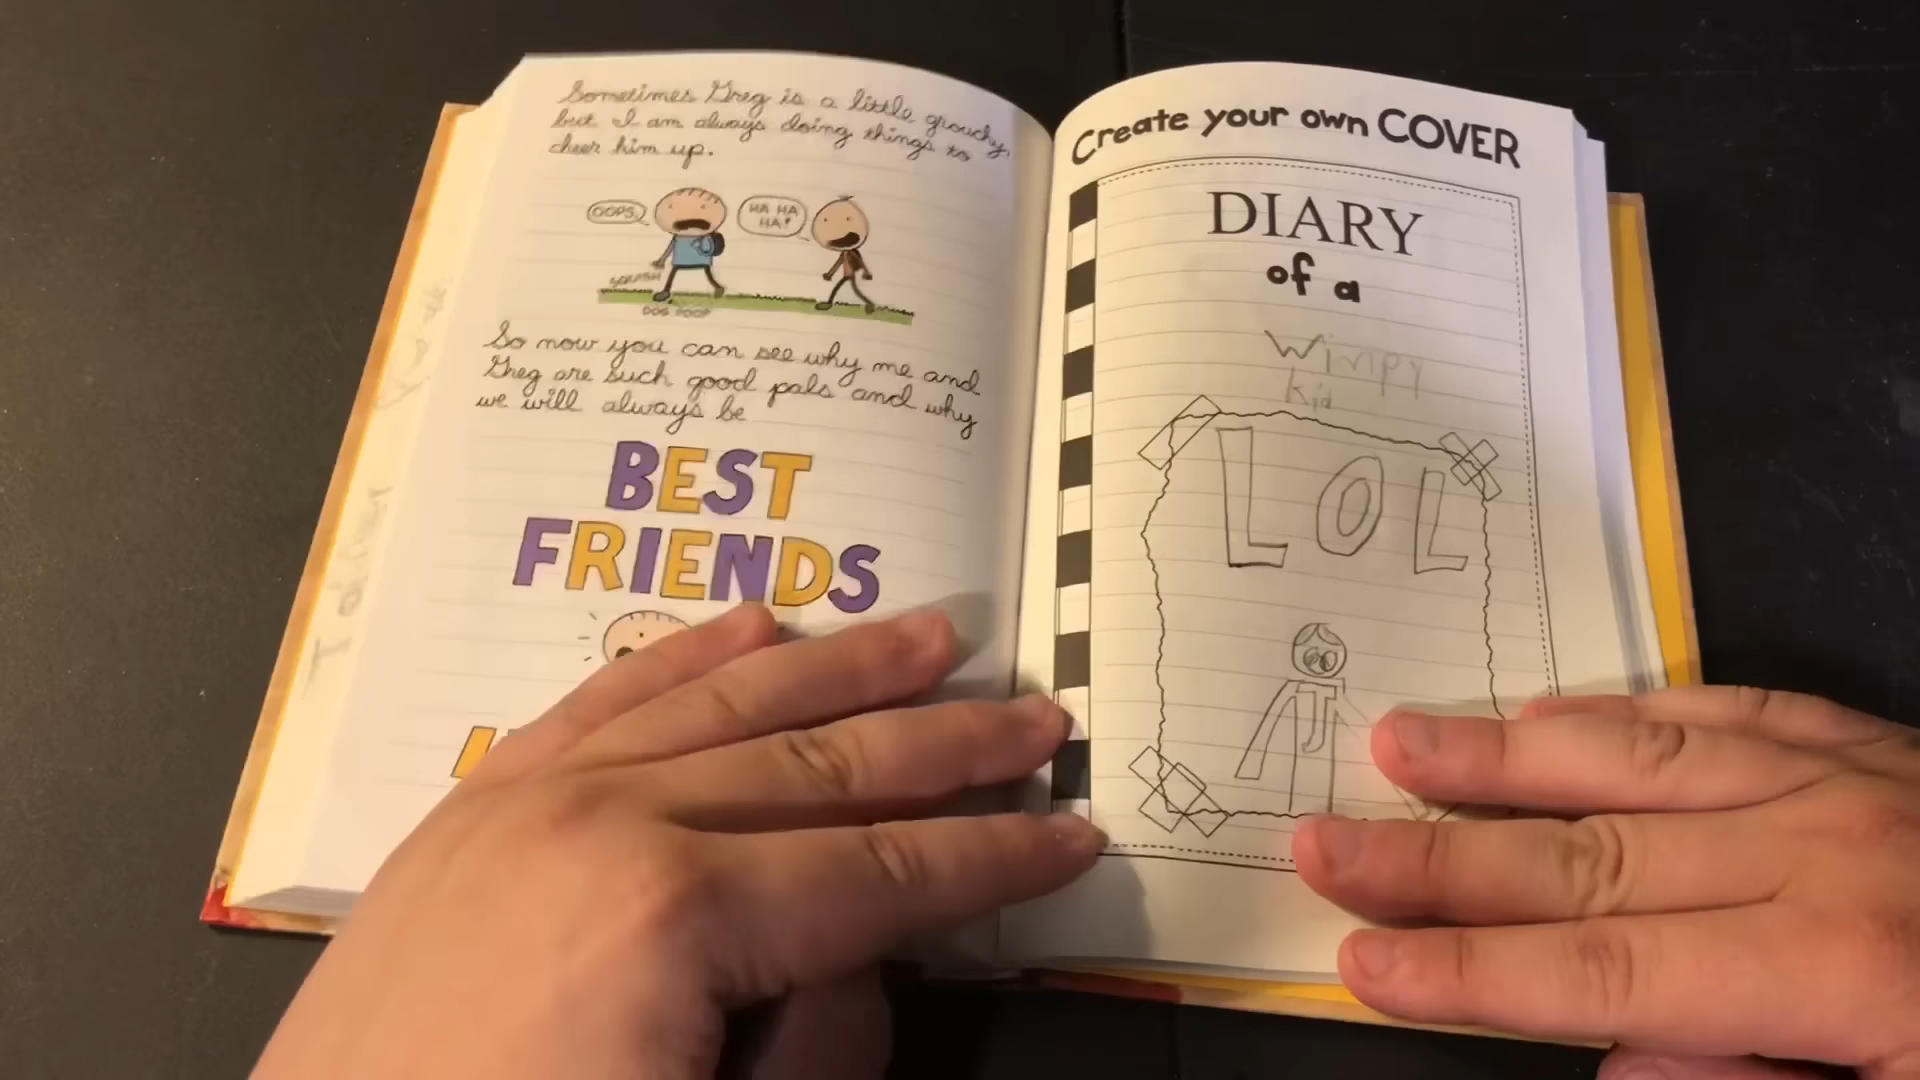 Sometimes Greg is a little grouchy,
but I am always doing things to
cheer him up.
OOPS.
HA HA
HA!
SQUISH
DOG POOP
So now you can see why me and
Greg are such good pals and why
we will always be
BEST
FRIENDS
Create your own COVER
DIARY
of a
Wimpy
Kid
LOL
J